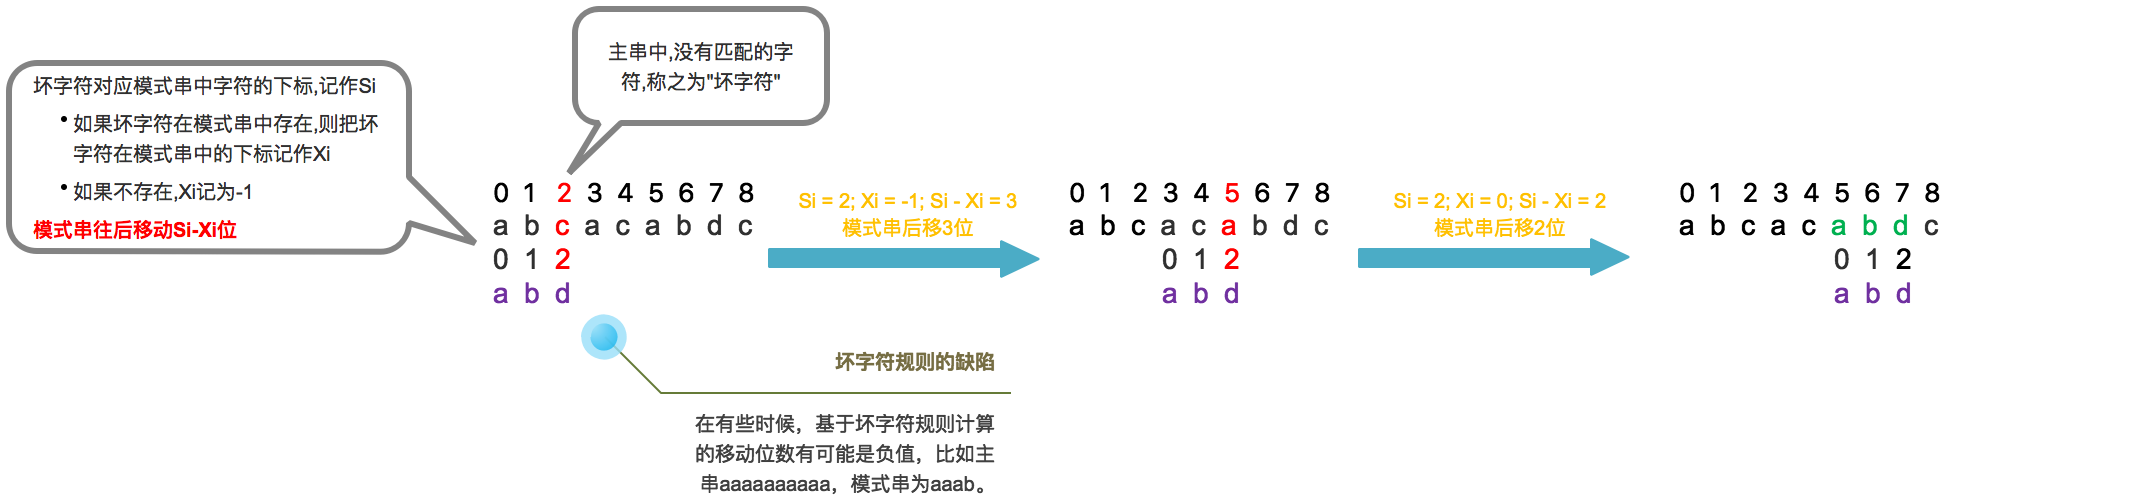 主串中,没有匹配的字
符,称之为"坏字符"
坏字符对应模式串中字符的下标,记作Si
• 如果坏字符在模式串中存在,则把坏
字符在模式串中的下标记作Xi
• 如果不存在,Xi记为-1
模式串往后移动Si-Xi位
0 1 2 3 4 5 6 7 8
a b c a c a b d c
0 1 2
a b d
Si = 2; Xi = -1; Si - Xi = 3
模式串后移3位
0 1 2 3 4 5 6 7 8
a b c a c a b d c
0 1 2
a b d
Si = 2; Xi = 0; Si - Xi = 2
模式串后移2位
0 1 2 3 4 5 6 7 8
a b c a c a b d c
0 1 2
a b d
坏字符规则的缺陷
在有些时候，基于坏字符规则计算
的移动位数有可能是负值，比如主
串aaaaaaaaaa，模式串为aaab。